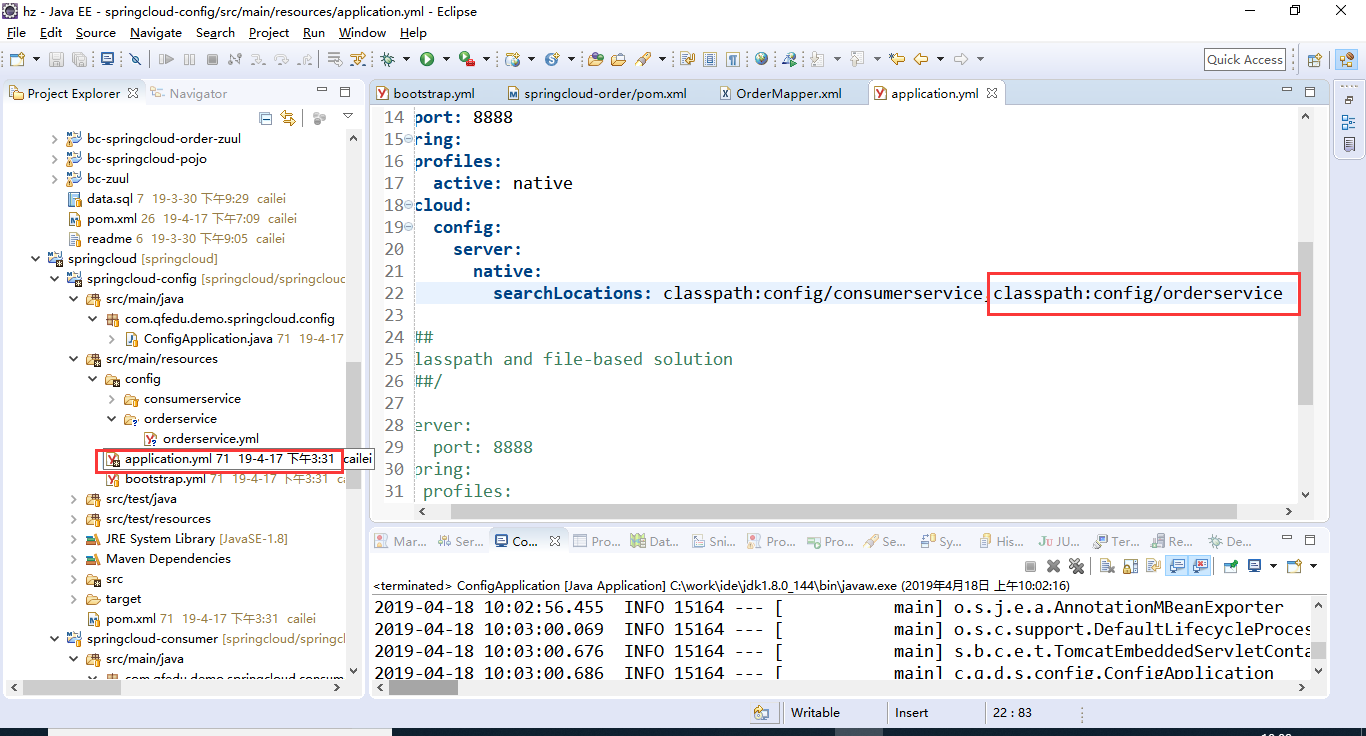 hz - Java EE - springcloud-config/src/main/resources/application.yml - Eclipse
File Edit Source Navigate Search Project Run Window Help
Quick Access
Project Explorer Navigator
bc-springcloud-order-zuul
bc-springcloud-pojo
bc-zuul
data.sql 7 19-3-30 下午9:29 cailei
pom.xml 26 19-4-17 下午7:09 cailei
readme 6 19-3-30 下午9:05 cailei
springcloud [springcloud]
springcloud-config [springcloud/springclouc
src/main/java
com.qfedu.demo.springcloud.config
ConfigApplication.java 71 19-4-17
src/main/resources
config
consumerservice
orderservice
orderservice.yml
application.yml 71 19-4-17 下午3:31 cailei
bootstrap.yml 71 19-4-17 下午3:31
src/test/java
src/test/resources
JRE System Library [JavaSE-1.8]
Maven Dependencies
src
target
pom.xml 71 19-4-17 下午3:31 cailei
springcloud-consumer [springcloud/springcl
src/main/java
com.qfedu.demo.springcloud.consum
bootstrap.yml springcloud-order/pom.xml OrderMapper.xml application.yml
14 port: 8888
15 ring:
16 profiles:
17 active: native
18 cloud:
19 config:
20 server:
21 native:
22 searchLocations: classpath:config/consumerservice,classpath:config/orderservice
23
24 ##
25 lasspath and file-based solution
26 ##/
27
28 erver:
29 port: 8888
30 pring:
31 profiles:
Mar... Ser... Co... Pro... Dat... Sni... Pro... Pro... Se... Sy... His... JU JU... Ter... Re... De...
<terminated> ConfigApplication [Java Application] C:\work\ide\jdk1.8.0_144\bin\javaw.exe (2019年4月18日 上午10:02:16)
2019-04-18 10:02:56.455 INFO 15164 --- [ main] o.s.j.e.a.AnnotationMBeanExporter
2019-04-18 10:03:00.069 INFO 15164 --- [ main] o.s.c.support.DefaultLifecycleProces
2019-04-18 10:03:00.676 INFO 15164 --- [ main] s.b.c.e.t.TomcatEmbeddedServletConta
2019-04-18 10:03:00.686 INFO 15164 --- [ main] c.q.d.s.config.ConfigApplication
Writable Insert 22 : 83